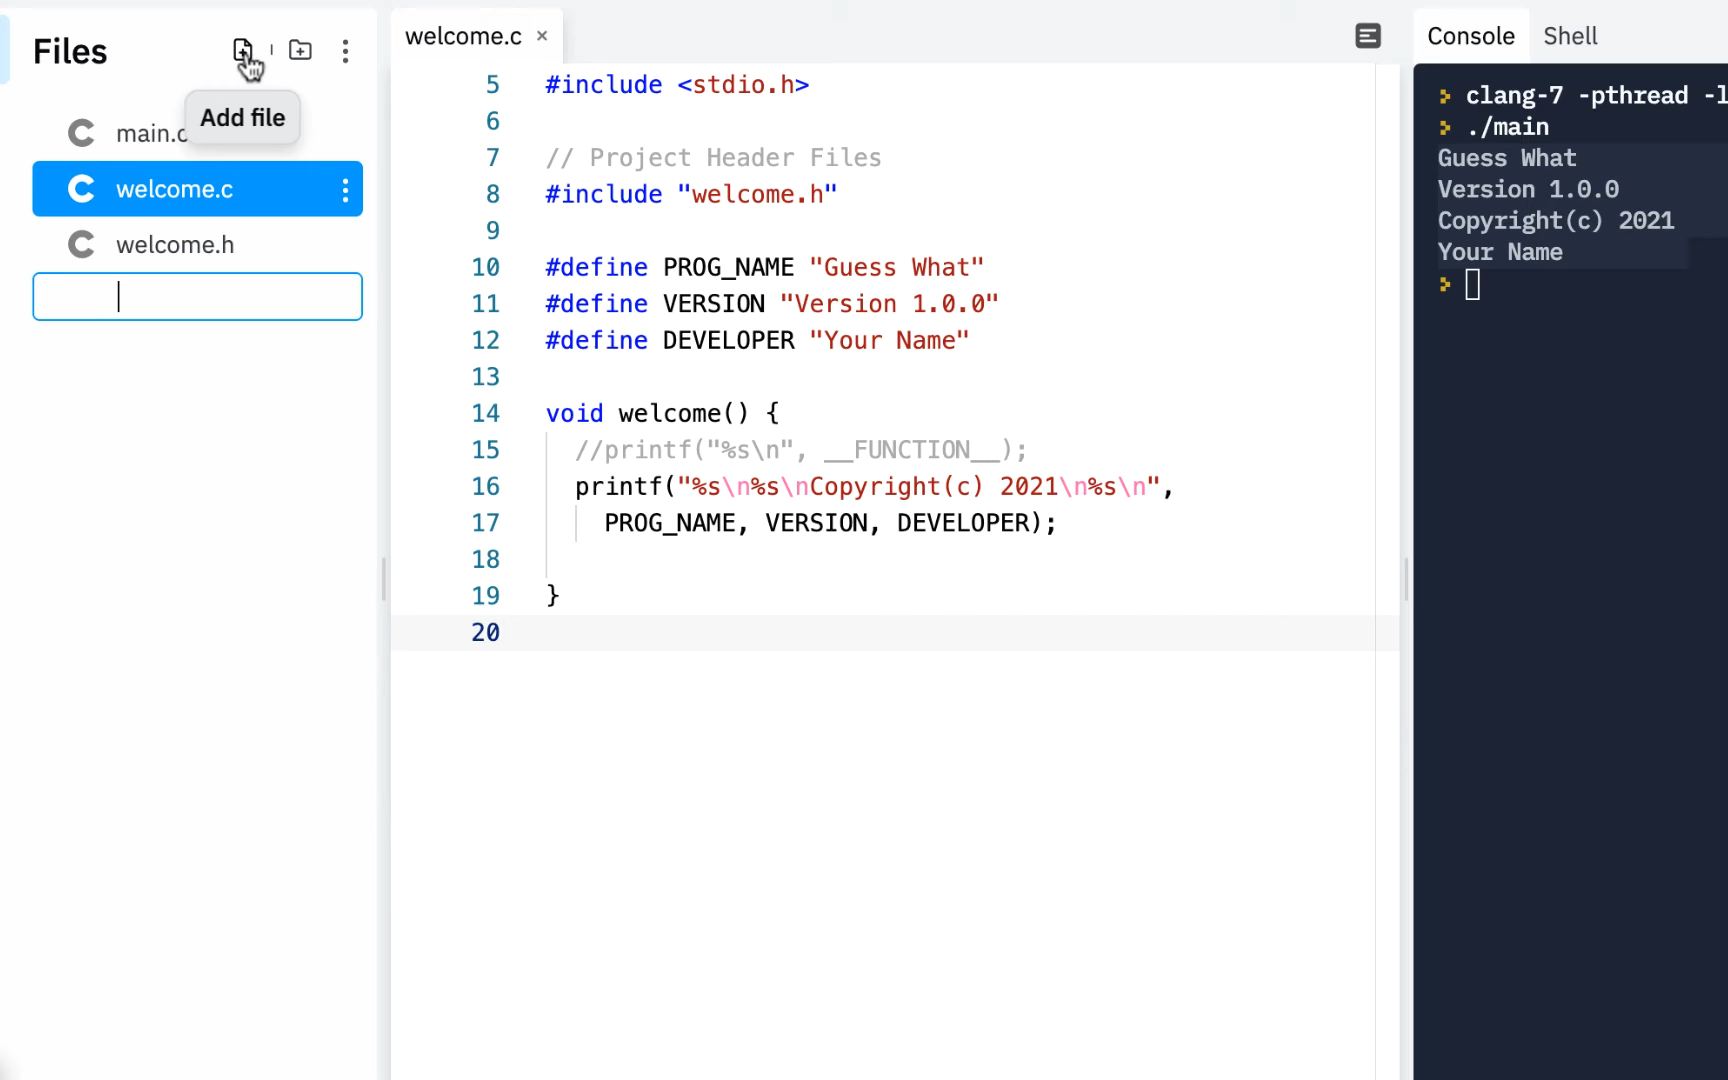 Files
Add file
main.c
welcome.c
welcome.h
welcome.c ×
5 #include <stdio.h>
6
7 // Project Header Files
8 #include "welcome.h"
9
10 #define PROG_NAME "Guess What"
11 #define VERSION "Version 1.0.0"
12 #define DEVELOPER "Your Name"
13
14 void welcome() {
15 //printf("%s\n", __FUNCTION__);
16 printf("%s\n%s\nCopyright(c) 2021\n%s\n",
17 PROG_NAME, VERSION, DEVELOPER);
18
19 }
20
Console Shell
clang-7 -pthread -l
./main
Guess What
Version 1.0.0
Copyright(c) 2021
Your Name